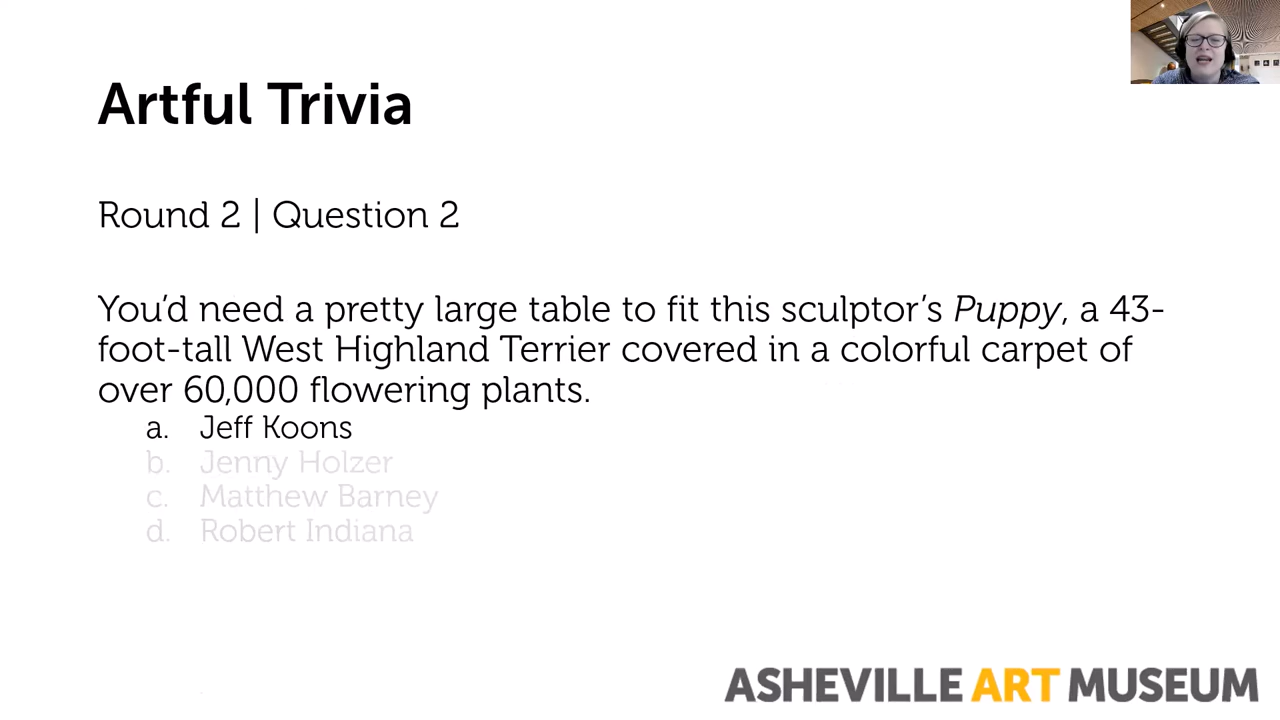 Artful Trivia
Round 2 | Question 2
You'd need a pretty large table to fit this sculptor's Puppy, a 43-
foot-tall West Highland Terrier covered in a colorful carpet of
over 60,000 flowering plants.
a. Jeff Koons
b. Jenny Holzer
c. Matthew Barney
d. Robert Indiana
ASHEVILLE ART MUSEUM